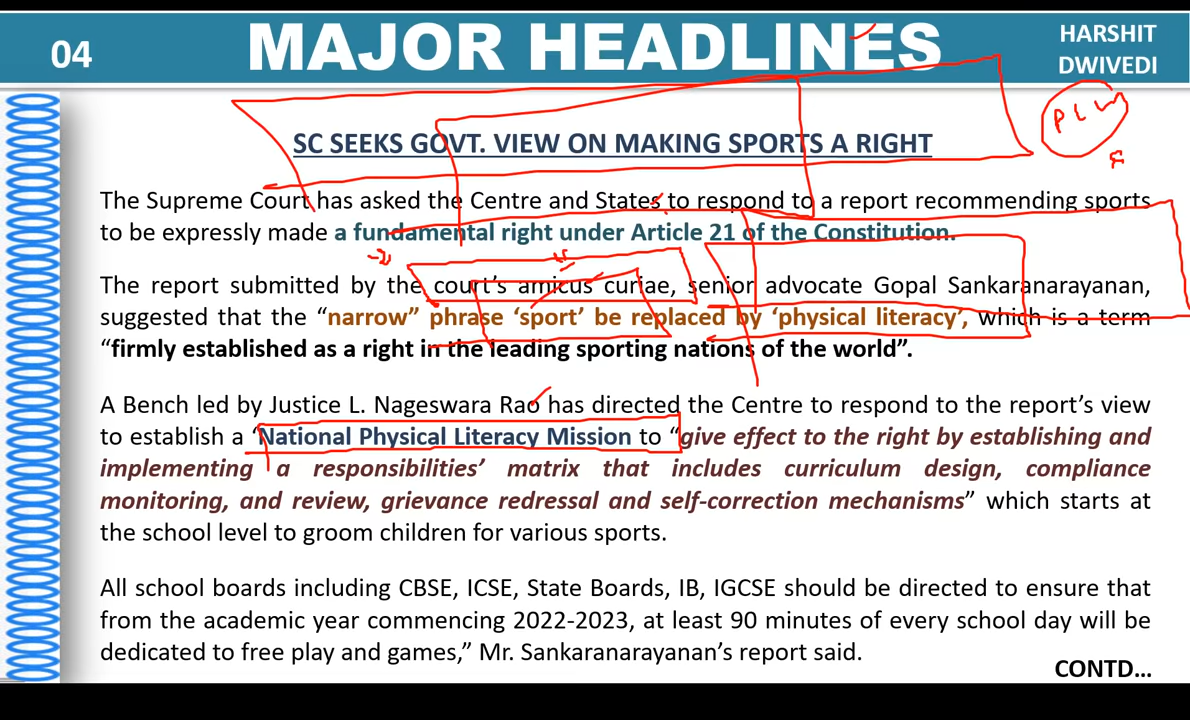 04
MAJOR HEADLINES
HARSHIT
DWIVEDI
PLM
SC SEEKS GOVT. VIEW ON MAKING SPORTS A RIGHT
The Supreme Court has asked the Centre and States to respond to a report recommending sports
to be expressly made a fundamental right under Article 21 of the Constitution.
The report submitted by the court's amicus curiae, senior advocate Gopal Sankaranarayanan,
suggested that the "narrow" phrase 'sport' be replaced by 'physical literacy', which is a term
"firmly established as a right in the leading sporting nations of the world".
A Bench led by Justice L. Nageswara Rao has directed the Centre to respond to the report's view
to establish a 'National Physical Literacy Mission to "give effect to the right by establishing and
implementing a responsibilities' matrix that includes curriculum design, compliance
monitoring, and review, grievance redressal and self-correction mechanisms" which starts at
the school level to groom children for various sports.
All school boards including CBSE, ICSE, State Boards, IB, IGCSE should be directed to ensure that
from the academic year commencing 2022-2023, at least 90 minutes of every school day will be
dedicated to free play and games," Mr. Sankaranarayanan's report said.
CONTD...